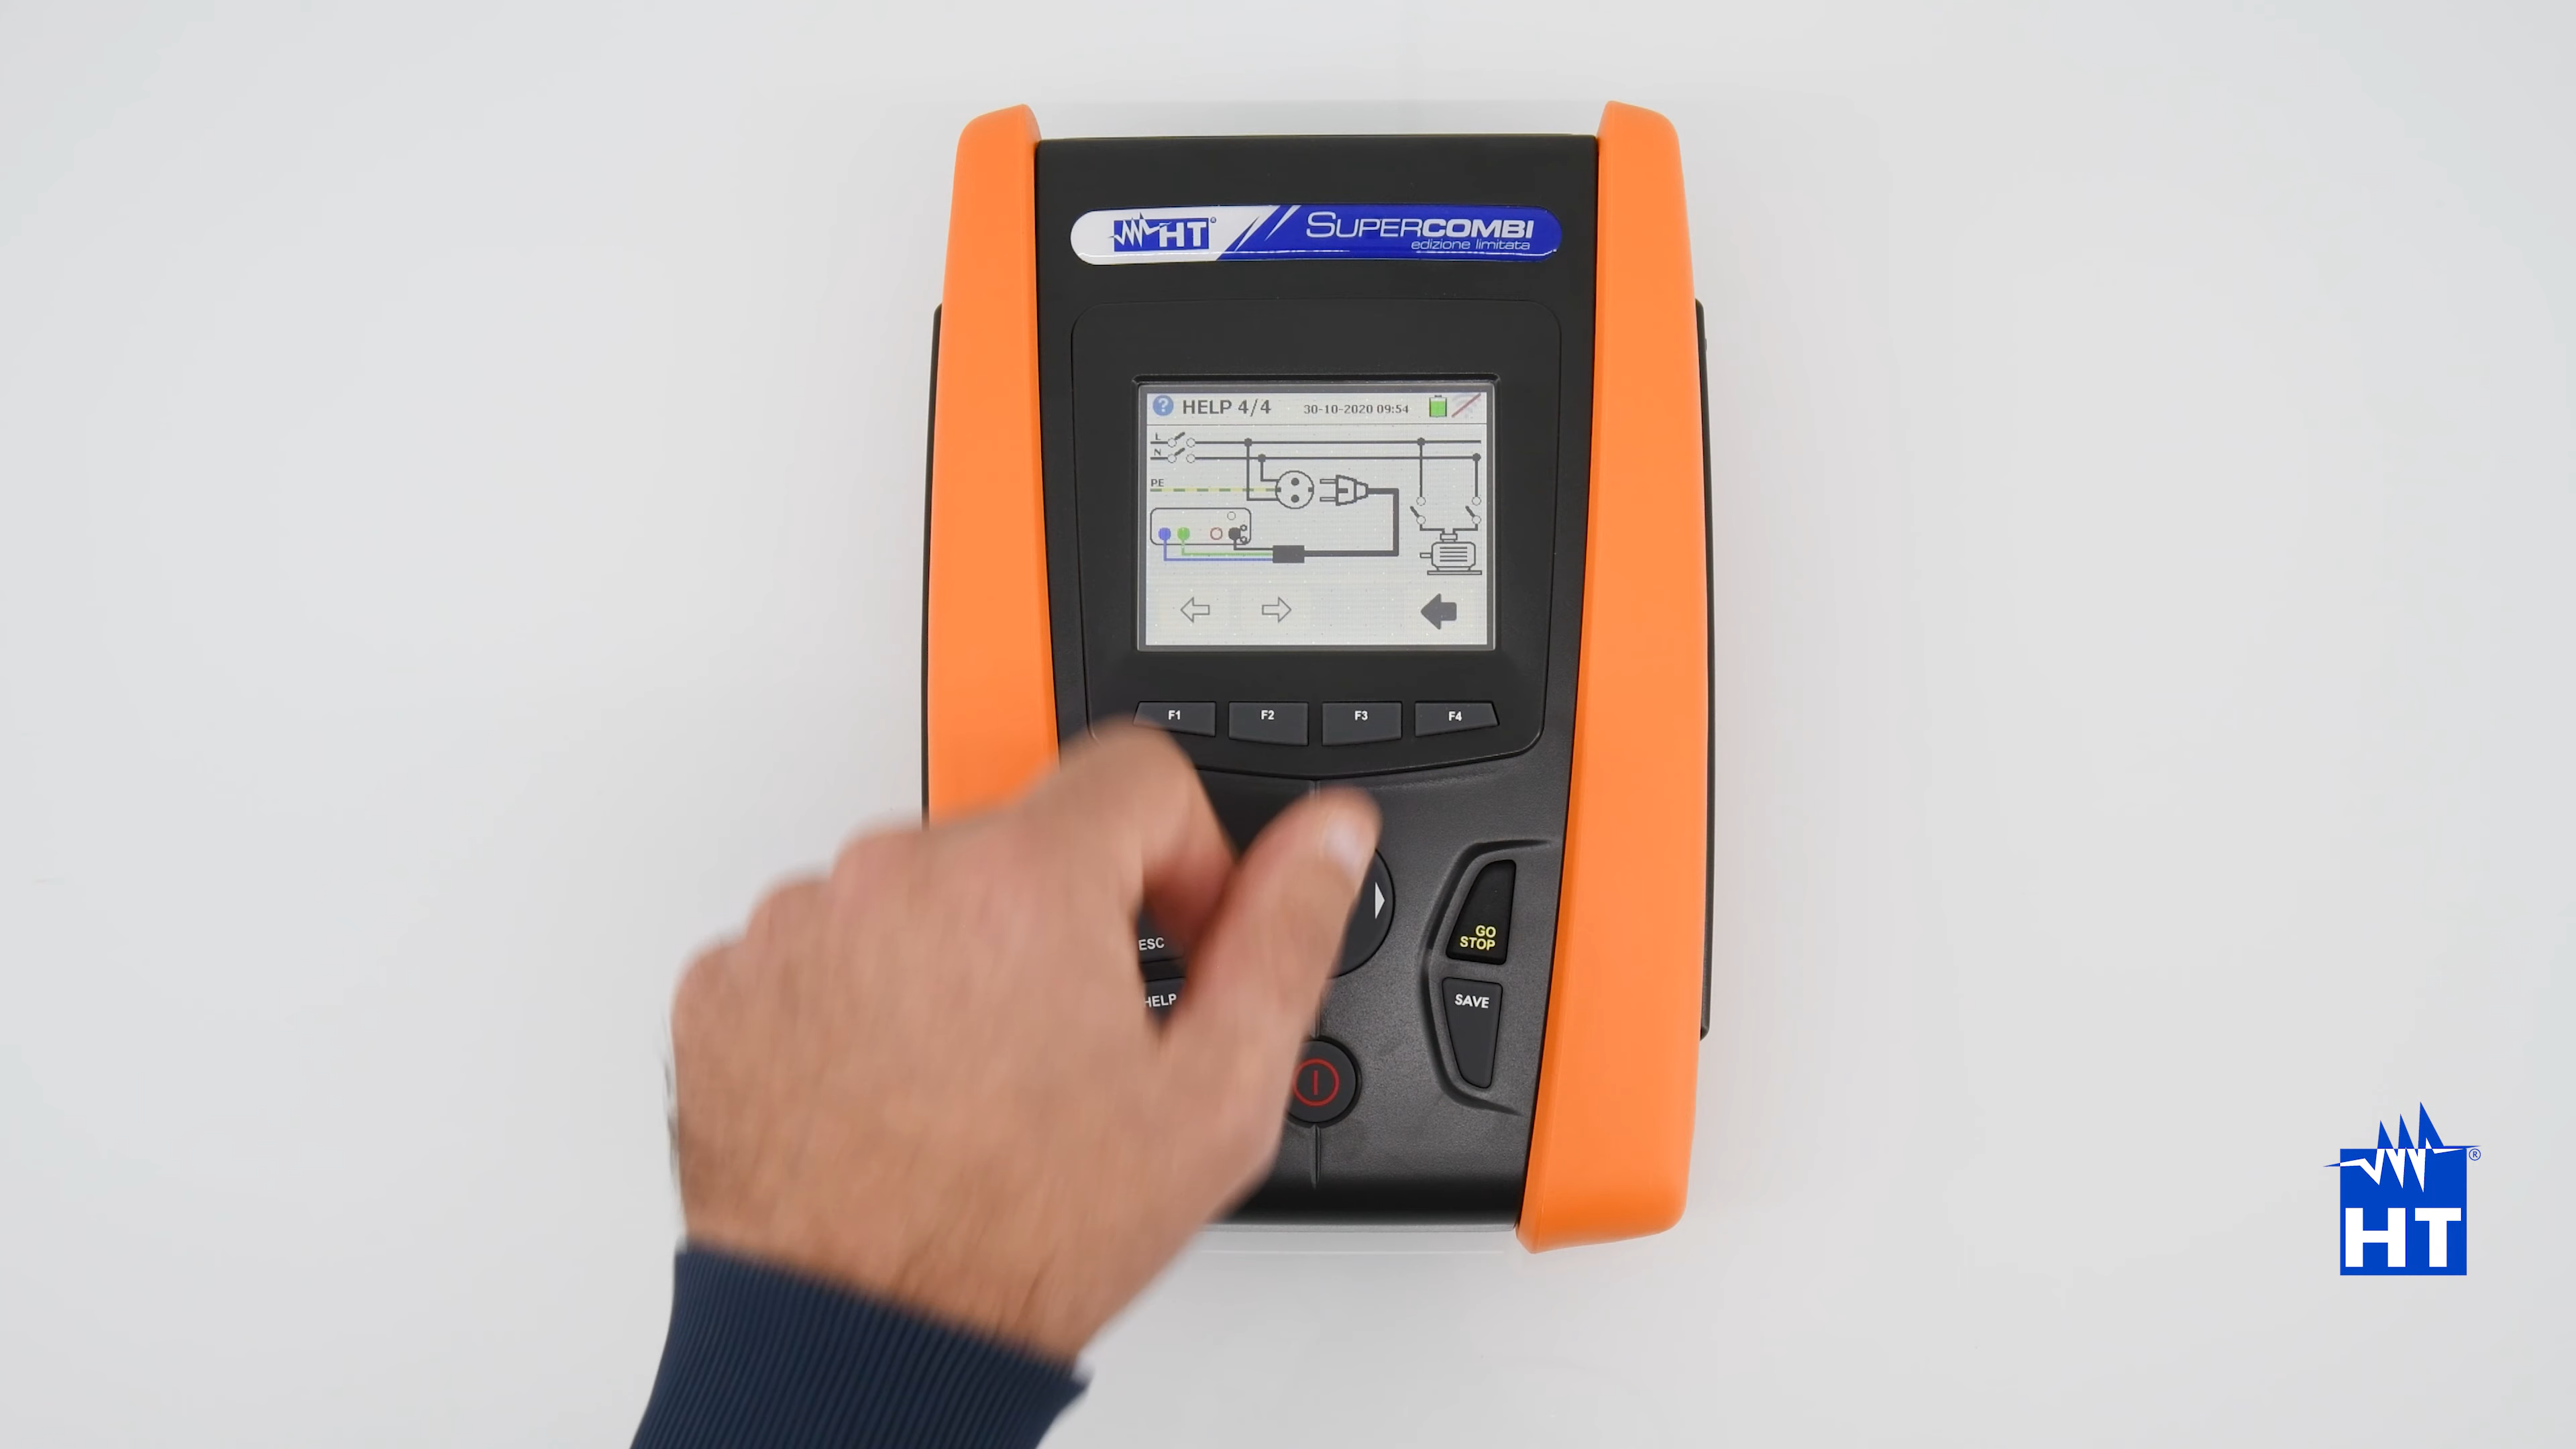 HT
SUPERCOMBI
edizione limitata
? HELP 4/4 30-10-2020 09:54
L
N
PE
F1 F2 F3 F4
ESC
HELP
GO
STOP
SAVE
HT